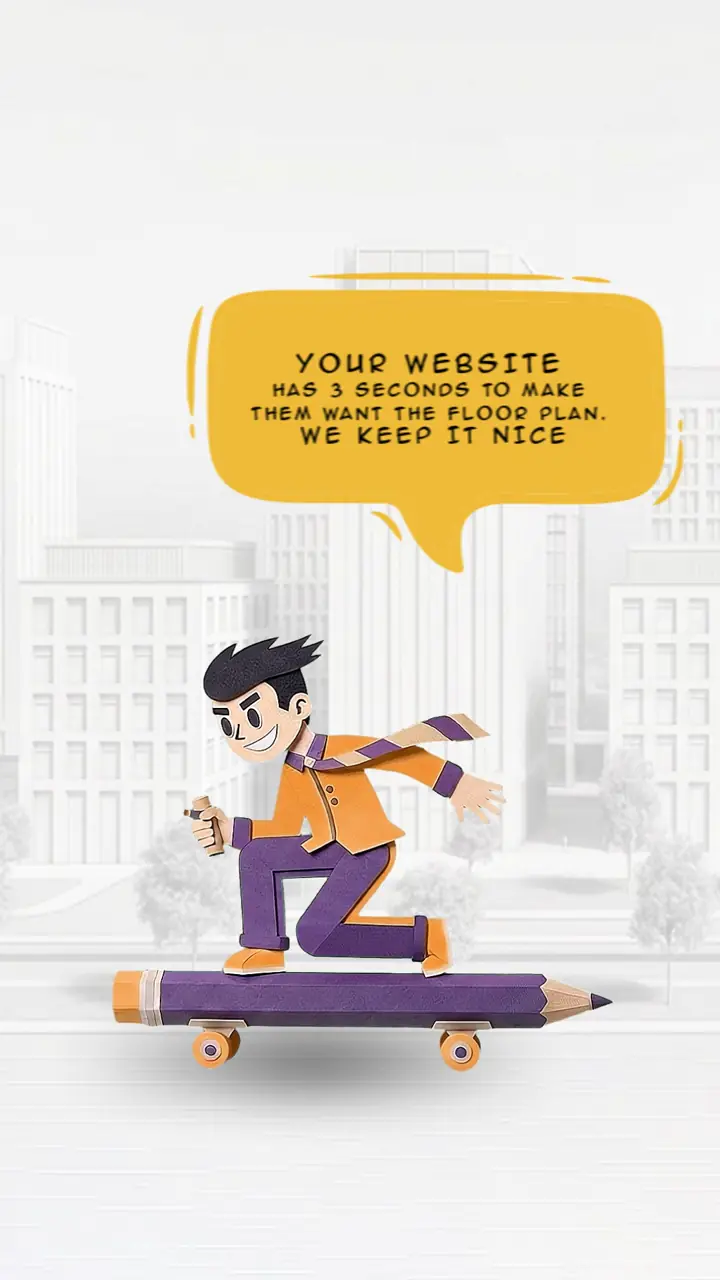 YOUR WEBSITE
HAS 3 SECONDS TO MAKE
THEM WANT THE FLOOR PLAN.
WE KEEP IT NICE